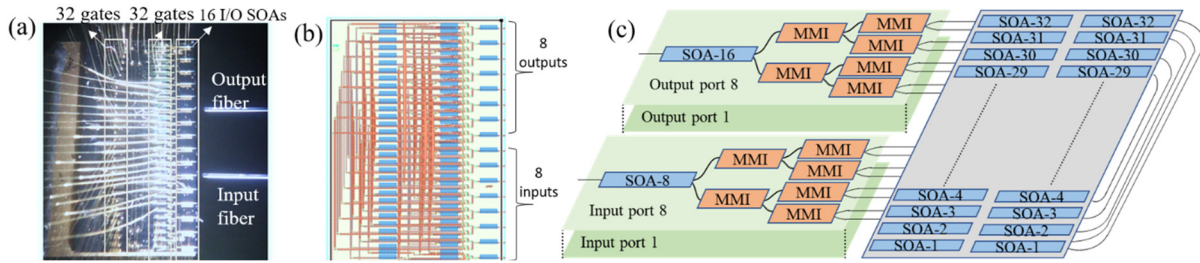 32 gates 32 gates 16 I/O SOAs
(a)
Output
fiber
Input
fiber
(b)
8
outputs
8
inputs
(c)
SOA-16
MMI
MMI
MMI
MMI
MMI
MMI
Output port 8
Output port 1
SOA-8
MMI
MMI
MMI
MMI
MMI
MMI
Input port 8
Input port 1
SOA-32 SOA-32
SOA-31 SOA-31
SOA-30 SOA-30
SOA-29 SOA-29
SOA-4 SOA-4
SOA-3 SOA-3
SOA-2 SOA-2
SOA-1 SOA-1